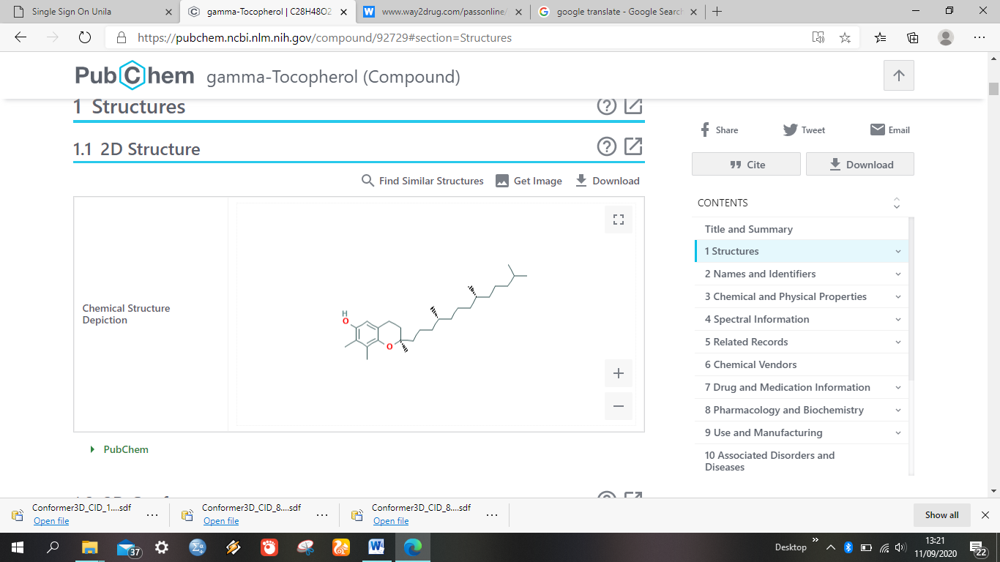 Single Sign On Unila
gamma-Tocopherol | C28H48O2
www.way2drug.com/passonline/
google translate - Google Search
https://pubchem.ncbi.nlm.nih.gov/compound/92729#section=Structures
PubChem gamma-Tocopherol (Compound)
1 Structures
1.1 2D Structure
Find Similar Structures Get Image Download
Chemical Structure
Depiction
H
O
O
PubChem
Share Tweet Email
Cite Download
CONTENTS
Title and Summary
1 Structures
2 Names and Identifiers
3 Chemical and Physical Properties
4 Spectral Information
5 Related Records
6 Chemical Vendors
7 Drug and Medication Information
8 Pharmacology and Biochemistry
9 Use and Manufacturing
10 Associated Disorders and
Diseases
Conformer3D_CID_1....sdf
Open file
Conformer3D_CID_8....sdf
Open file
Conformer3D_CID_8....sdf
Open file
Show all
37
Desktop
13:21
11/09/2020
22